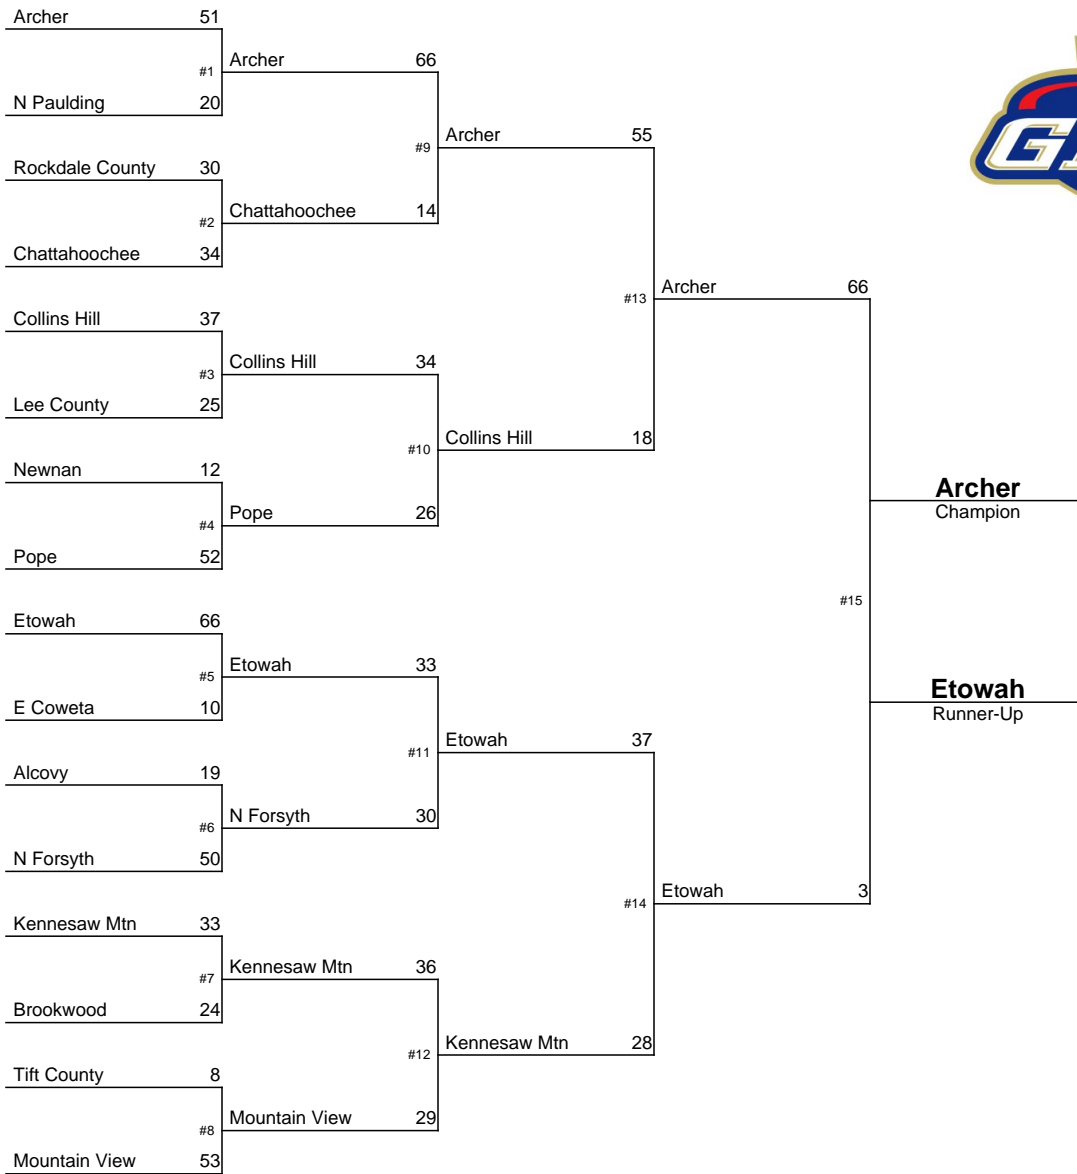 Archer 51
#1
N Paulding 20
Archer 66
Rockdale County 30
#2
Chattahoochee 34
Chattahoochee 14
#9
Archer 55
Collins Hill 37
#3
Lee County 25
Collins Hill 34
Newnan 12
#4
Pope 52
Pope 26
#10
Collins Hill 18
#13
Archer 66
Etowah 66
#5
E Coweta 10
Etowah 33
Alcovy 19
#6
N Forsyth 50
N Forsyth 30
#11
Etowah 37
Kennesaw Mtn 33
#7
Brookwood 24
Kennesaw Mtn 36
Tift County 8
#8
Mountain View 53
Mountain View 29
#12
Kennesaw Mtn 28
#14
Etowah 3
#15
Archer
Champion
Etowah
Runner-Up